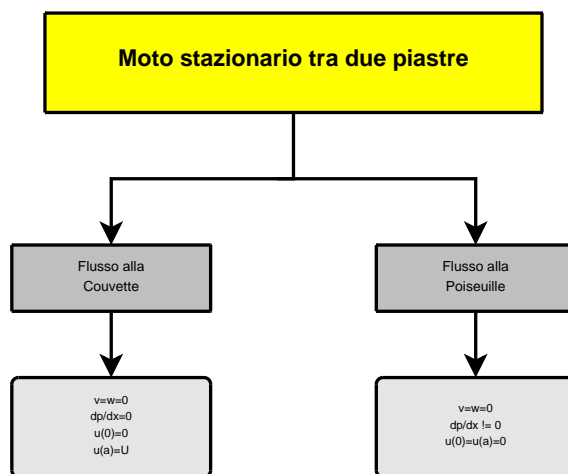 Moto stazionario tra due piastre
Flusso alla
Couvette
Flusso alla
Poiseuille
v=w=0
dp/dx=0
u(0)=0
u(a)=U
v=w=0
dp/dx != 0
u(0)=u(a)=0